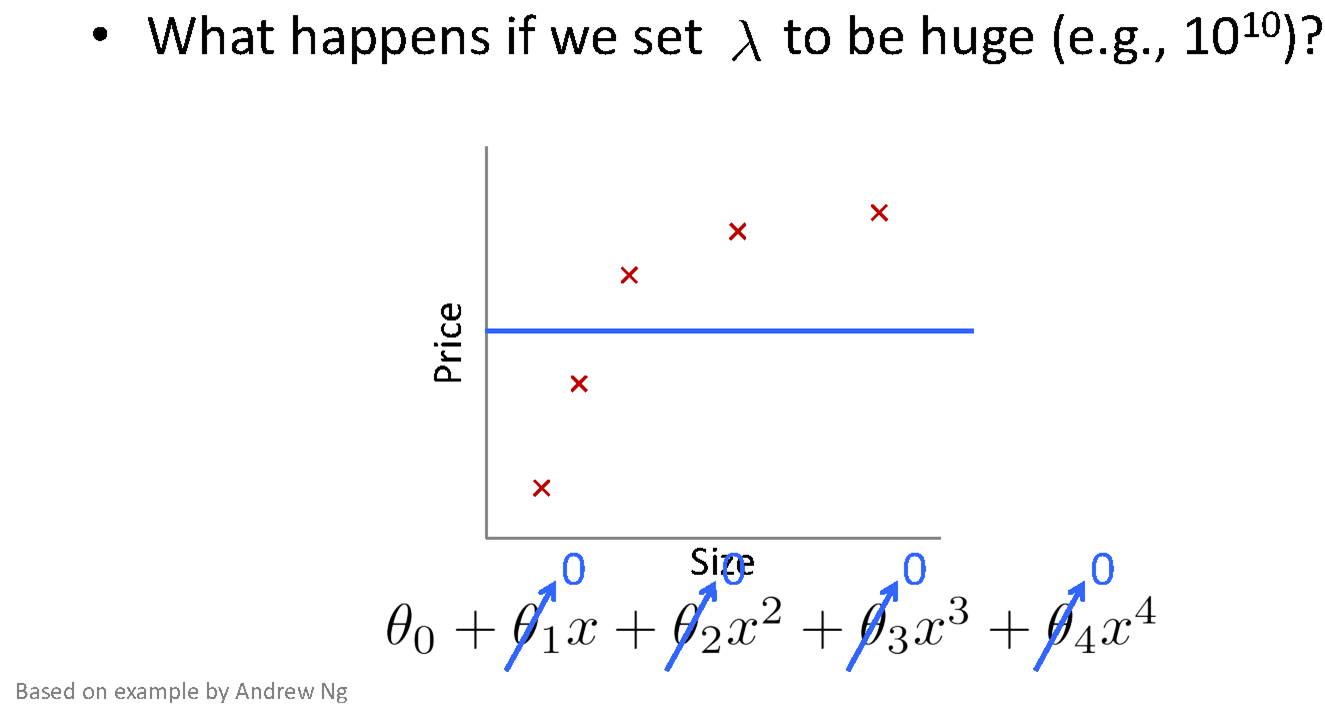 • What happens if we set λ to be huge (e.g., 10¹⁰)?
Price
Size
0 0 0 0
θ₀ + θ₁x + θ₂x² + θ₃x³ + θ₄x⁴
Based on example by Andrew Ng